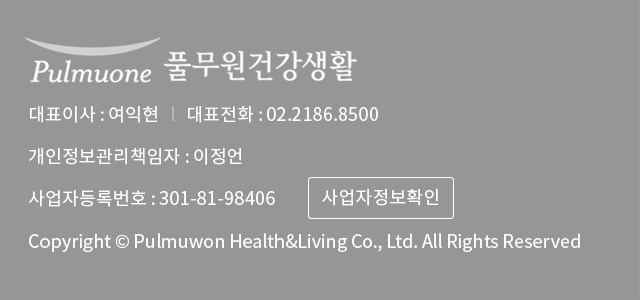 Pulmuone 풀무원건강생활
대표이사 : 여익현 | 대표전화 : 02.2186.8500
개인정보관리책임자 : 이정언
사업자등록번호 : 301-81-98406 사업자정보확인
Copyright © Pulmuwon Health&Living Co., Ltd. All Rights Reserved